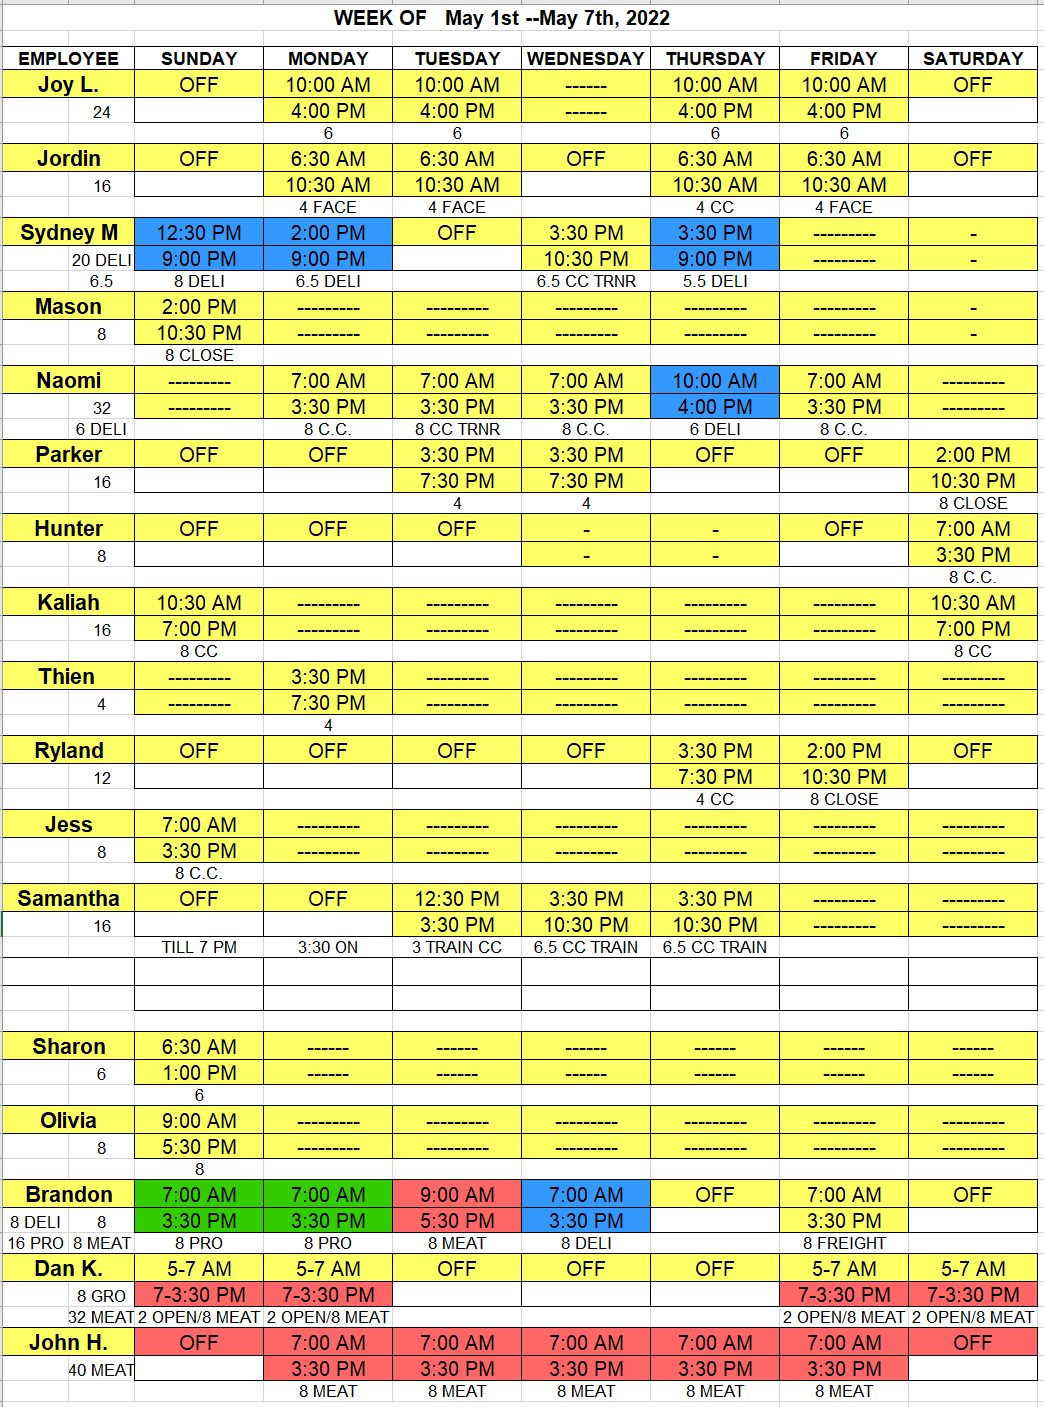 WEEK OF May 1st --May 7th, 2022
EMPLOYEE SUNDAY MONDAY TUESDAY WEDNESDAY THURSDAY FRIDAY SATURDAY
Joy L. OFF 10:00 AM 10:00 AM ------ 10:00 AM 10:00 AM OFF
24 4:00 PM 4:00 PM ------ 4:00 PM 4:00 PM
6 6 6 6
Jordin OFF 6:30 AM 6:30 AM OFF 6:30 AM 6:30 AM OFF
16 10:30 AM 10:30 AM 10:30 AM 10:30 AM
4 FACE 4 FACE 4 CC 4 FACE
Sydney M 12:30 PM 2:00 PM OFF 3:30 PM 3:30 PM --------- -
20 DELI 9:00 PM 9:00 PM 10:30 PM 9:00 PM --------- -
6.5 8 DELI 6.5 DELI 6.5 CC TRNR 5.5 DELI
Mason 2:00 PM --------- --------- --------- --------- --------- -
8 10:30 PM --------- --------- --------- --------- --------- -
8 CLOSE
Naomi --------- 7:00 AM 7:00 AM 7:00 AM 10:00 AM 7:00 AM ---------
32 --------- 3:30 PM 3:30 PM 3:30 PM 4:00 PM 3:30 PM ---------
6 DELI 8 C.C. 8 CC TRNR 8 C.C. 6 DELI 8 C.C.
Parker OFF OFF 3:30 PM 3:30 PM OFF OFF 2:00 PM
16 7:30 PM 7:30 PM 10:30 PM
4 4 8 CLOSE
Hunter OFF OFF OFF - - OFF 7:00 AM
8 - - 3:30 PM
8 C.C.
Kaliah 10:30 AM --------- --------- --------- --------- --------- 10:30 AM
16 7:00 PM --------- --------- --------- --------- --------- 7:00 PM
8 CC 8 CC
Thien --------- 3:30 PM --------- --------- --------- --------- ---------
4 --------- 7:30 PM --------- --------- --------- --------- ---------
4
Ryland OFF OFF OFF OFF 3:30 PM 2:00 PM OFF
12 7:30 PM 10:30 PM
4 CC 8 CLOSE
Jess 7:00 AM --------- --------- --------- --------- --------- ---------
8 3:30 PM --------- --------- --------- --------- --------- ---------
8 C.C.
Samantha OFF OFF 12:30 PM 3:30 PM 3:30 PM --------- ---------
16 3:30 PM 10:30 PM 10:30 PM --------- ---------
TILL 7 PM 3:30 ON 3 TRAIN CC 6.5 CC TRAIN 6.5 CC TRAIN
Sharon 6:30 AM ------ ------ ------ ------ ------ ------
6 1:00 PM ------ ------ ------ ------ ------ ------
6
Olivia 9:00 AM --------- --------- --------- --------- --------- ---------
8 5:30 PM --------- --------- --------- --------- --------- ---------
8
Brandon 7:00 AM 7:00 AM 9:00 AM 7:00 AM OFF 7:00 AM OFF
8 DELI 8 3:30 PM 3:30 PM 5:30 PM 3:30 PM 3:30 PM
16 PRO 8 MEAT 8 PRO 8 PRO 8 MEAT 8 DELI 8 FREIGHT
Dan K. 5-7 AM 5-7 AM OFF OFF OFF 5-7 AM 5-7 AM
8 GRO 7-3:30 PM 7-3:30 PM 7-3:30 PM 7-3:30 PM
32 MEAT 2 OPEN/8 MEAT 2 OPEN/8 MEAT 2 OPEN/8 MEAT 2 OPEN/8 MEAT
John H. OFF 7:00 AM 7:00 AM 7:00 AM 7:00 AM 7:00 AM OFF
40 MEAT 3:30 PM 3:30 PM 3:30 PM 3:30 PM 3:30 PM
8 MEAT 8 MEAT 8 MEAT 8 MEAT 8 MEAT